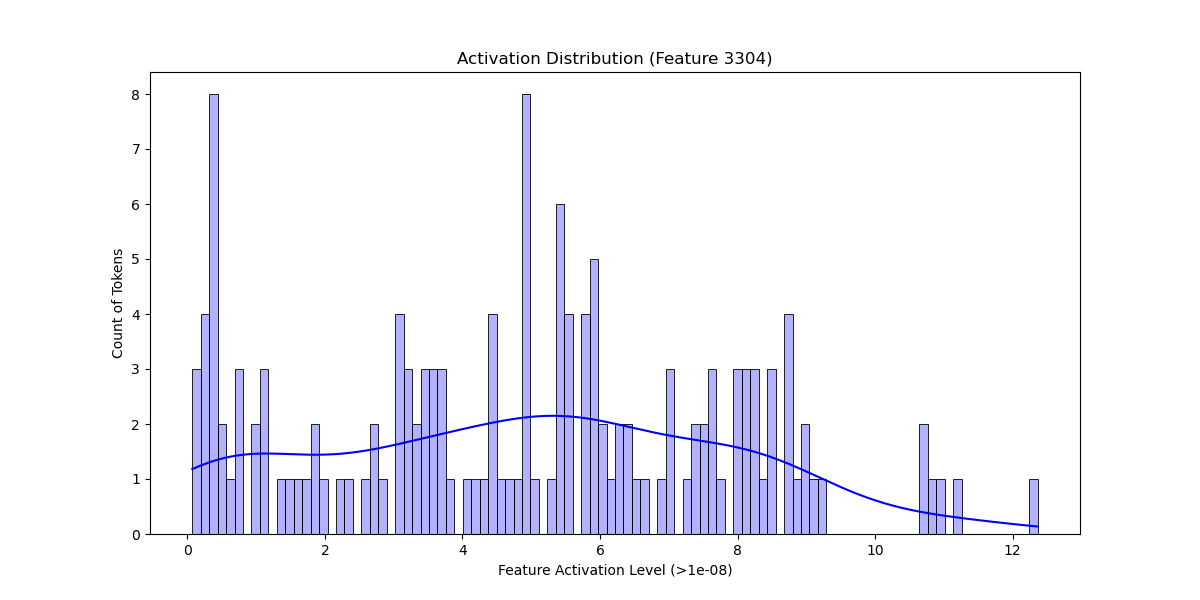 Activation Distribution (Feature 3304)
8
7
6
5
4
3
2
1
0
Count of Tokens
0 2 4 6 8 10 12
Feature Activation Level (>1e-08)